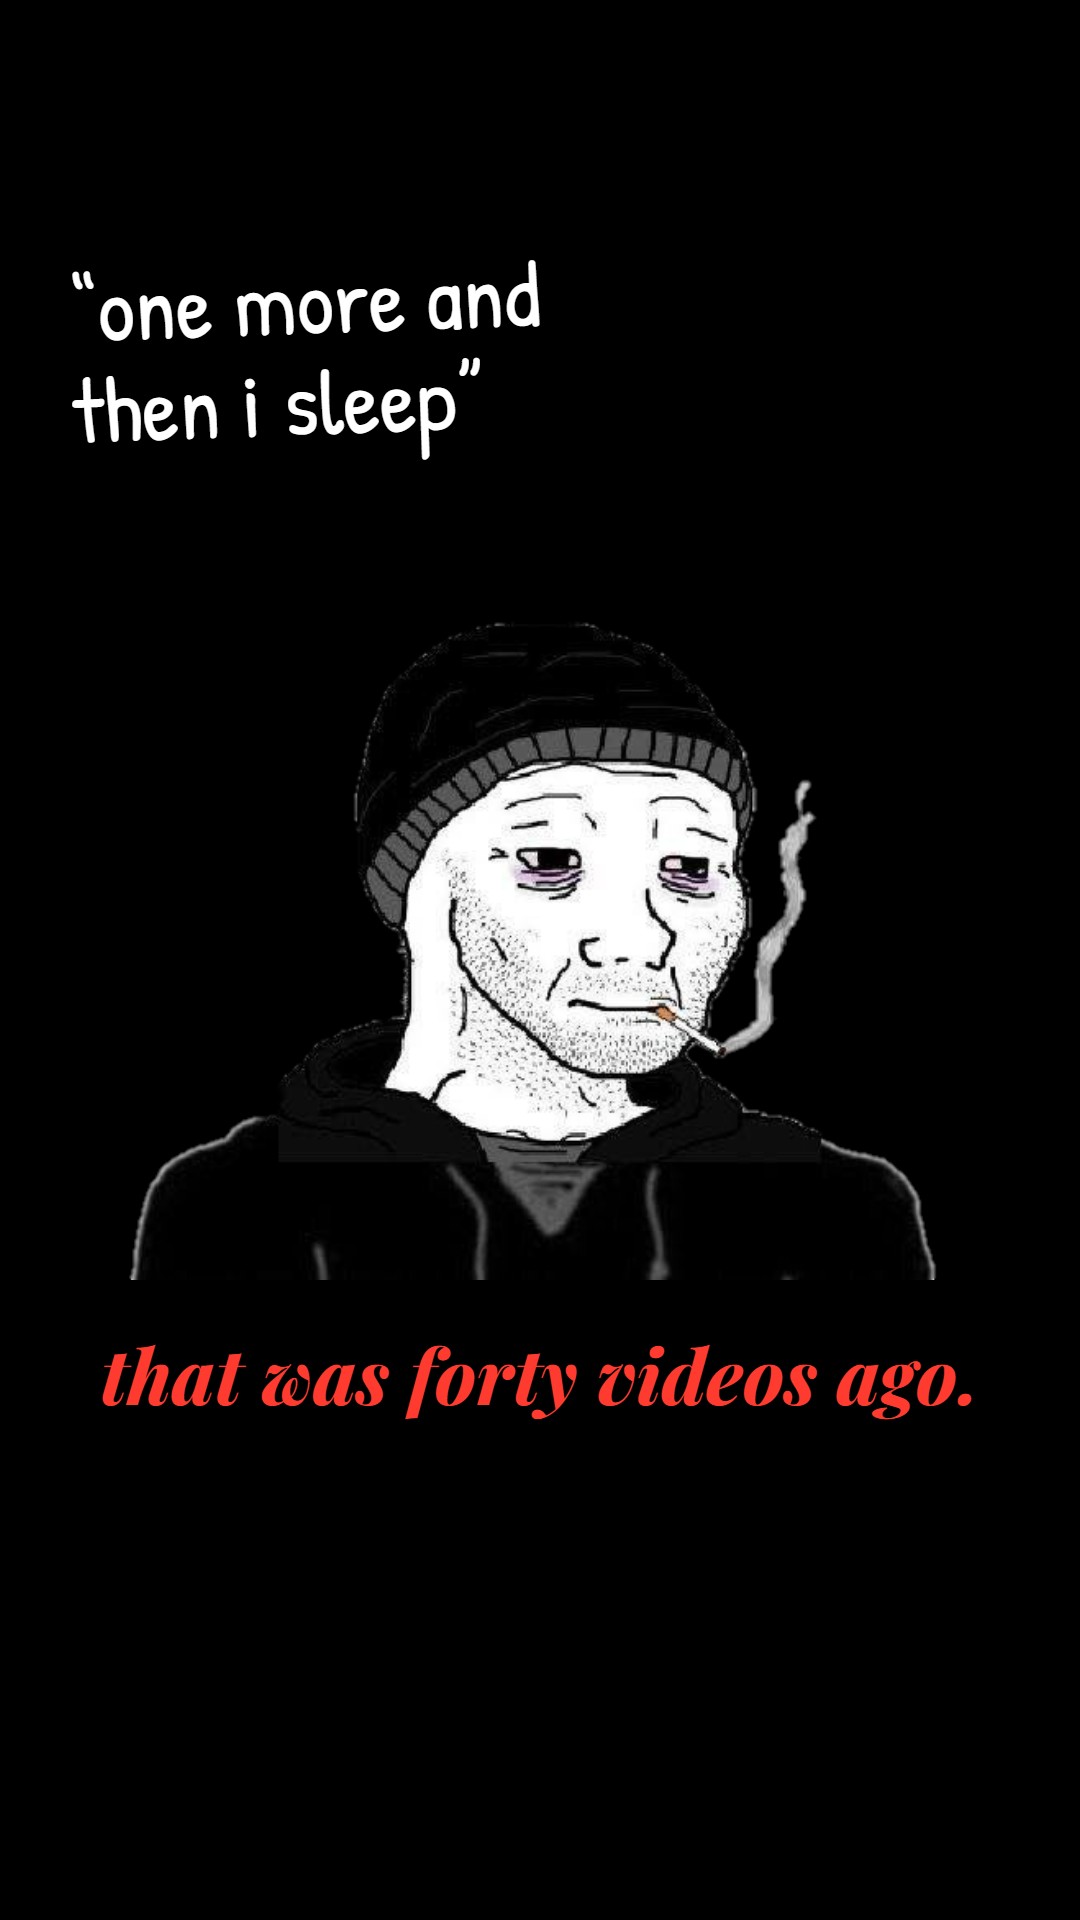 “one more and
then i sleep”
that was forty videos ago.